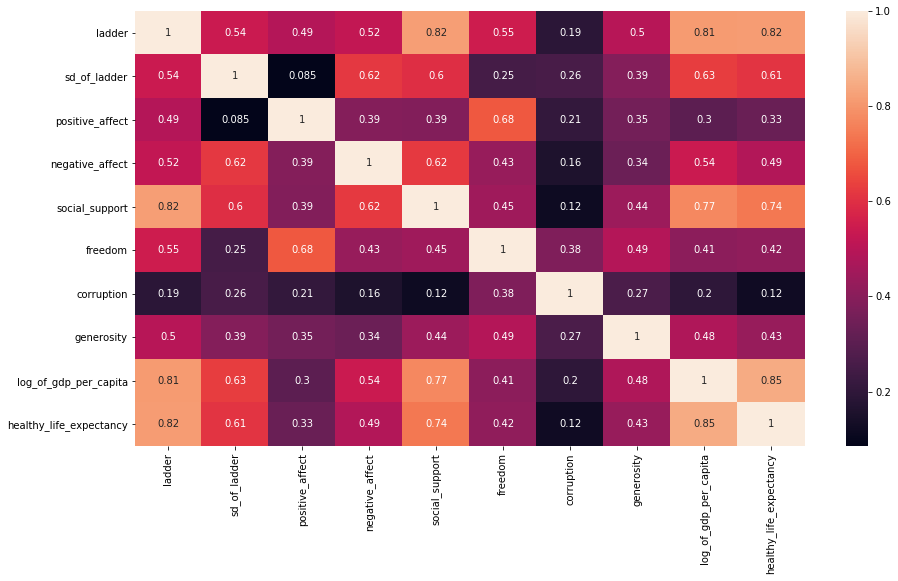 ladder 1 0.54 0.49 0.52 0.82 0.55 0.19 0.5 0.81 0.82
sd_of_ladder 0.54 1 0.085 0.62 0.6 0.25 0.26 0.39 0.63 0.61
positive_affect 0.49 0.085 1 0.39 0.39 0.68 0.21 0.35 0.3 0.33
negative_affect 0.52 0.62 0.39 1 0.62 0.43 0.16 0.34 0.54 0.49
social_support 0.82 0.6 0.39 0.62 1 0.45 0.12 0.44 0.77 0.74
freedom 0.55 0.25 0.68 0.43 0.45 1 0.38 0.49 0.41 0.42
corruption 0.19 0.26 0.21 0.16 0.12 0.38 1 0.27 0.2 0.12
generosity 0.5 0.39 0.35 0.34 0.44 0.49 0.27 1 0.48 0.43
log_of_gdp_per_capita 0.81 0.63 0.3 0.54 0.77 0.41 0.2 0.48 1 0.85
healthy_life_expectancy 0.82 0.61 0.33 0.49 0.74 0.42 0.12 0.43 0.85 1
ladder
sd_of_ladder
positive_affect
negative_affect
social_support
freedom
corruption
generosity
log_of_gdp_per_capita
healthy_life_expectancy
1.0
0.8
0.6
0.4
0.2